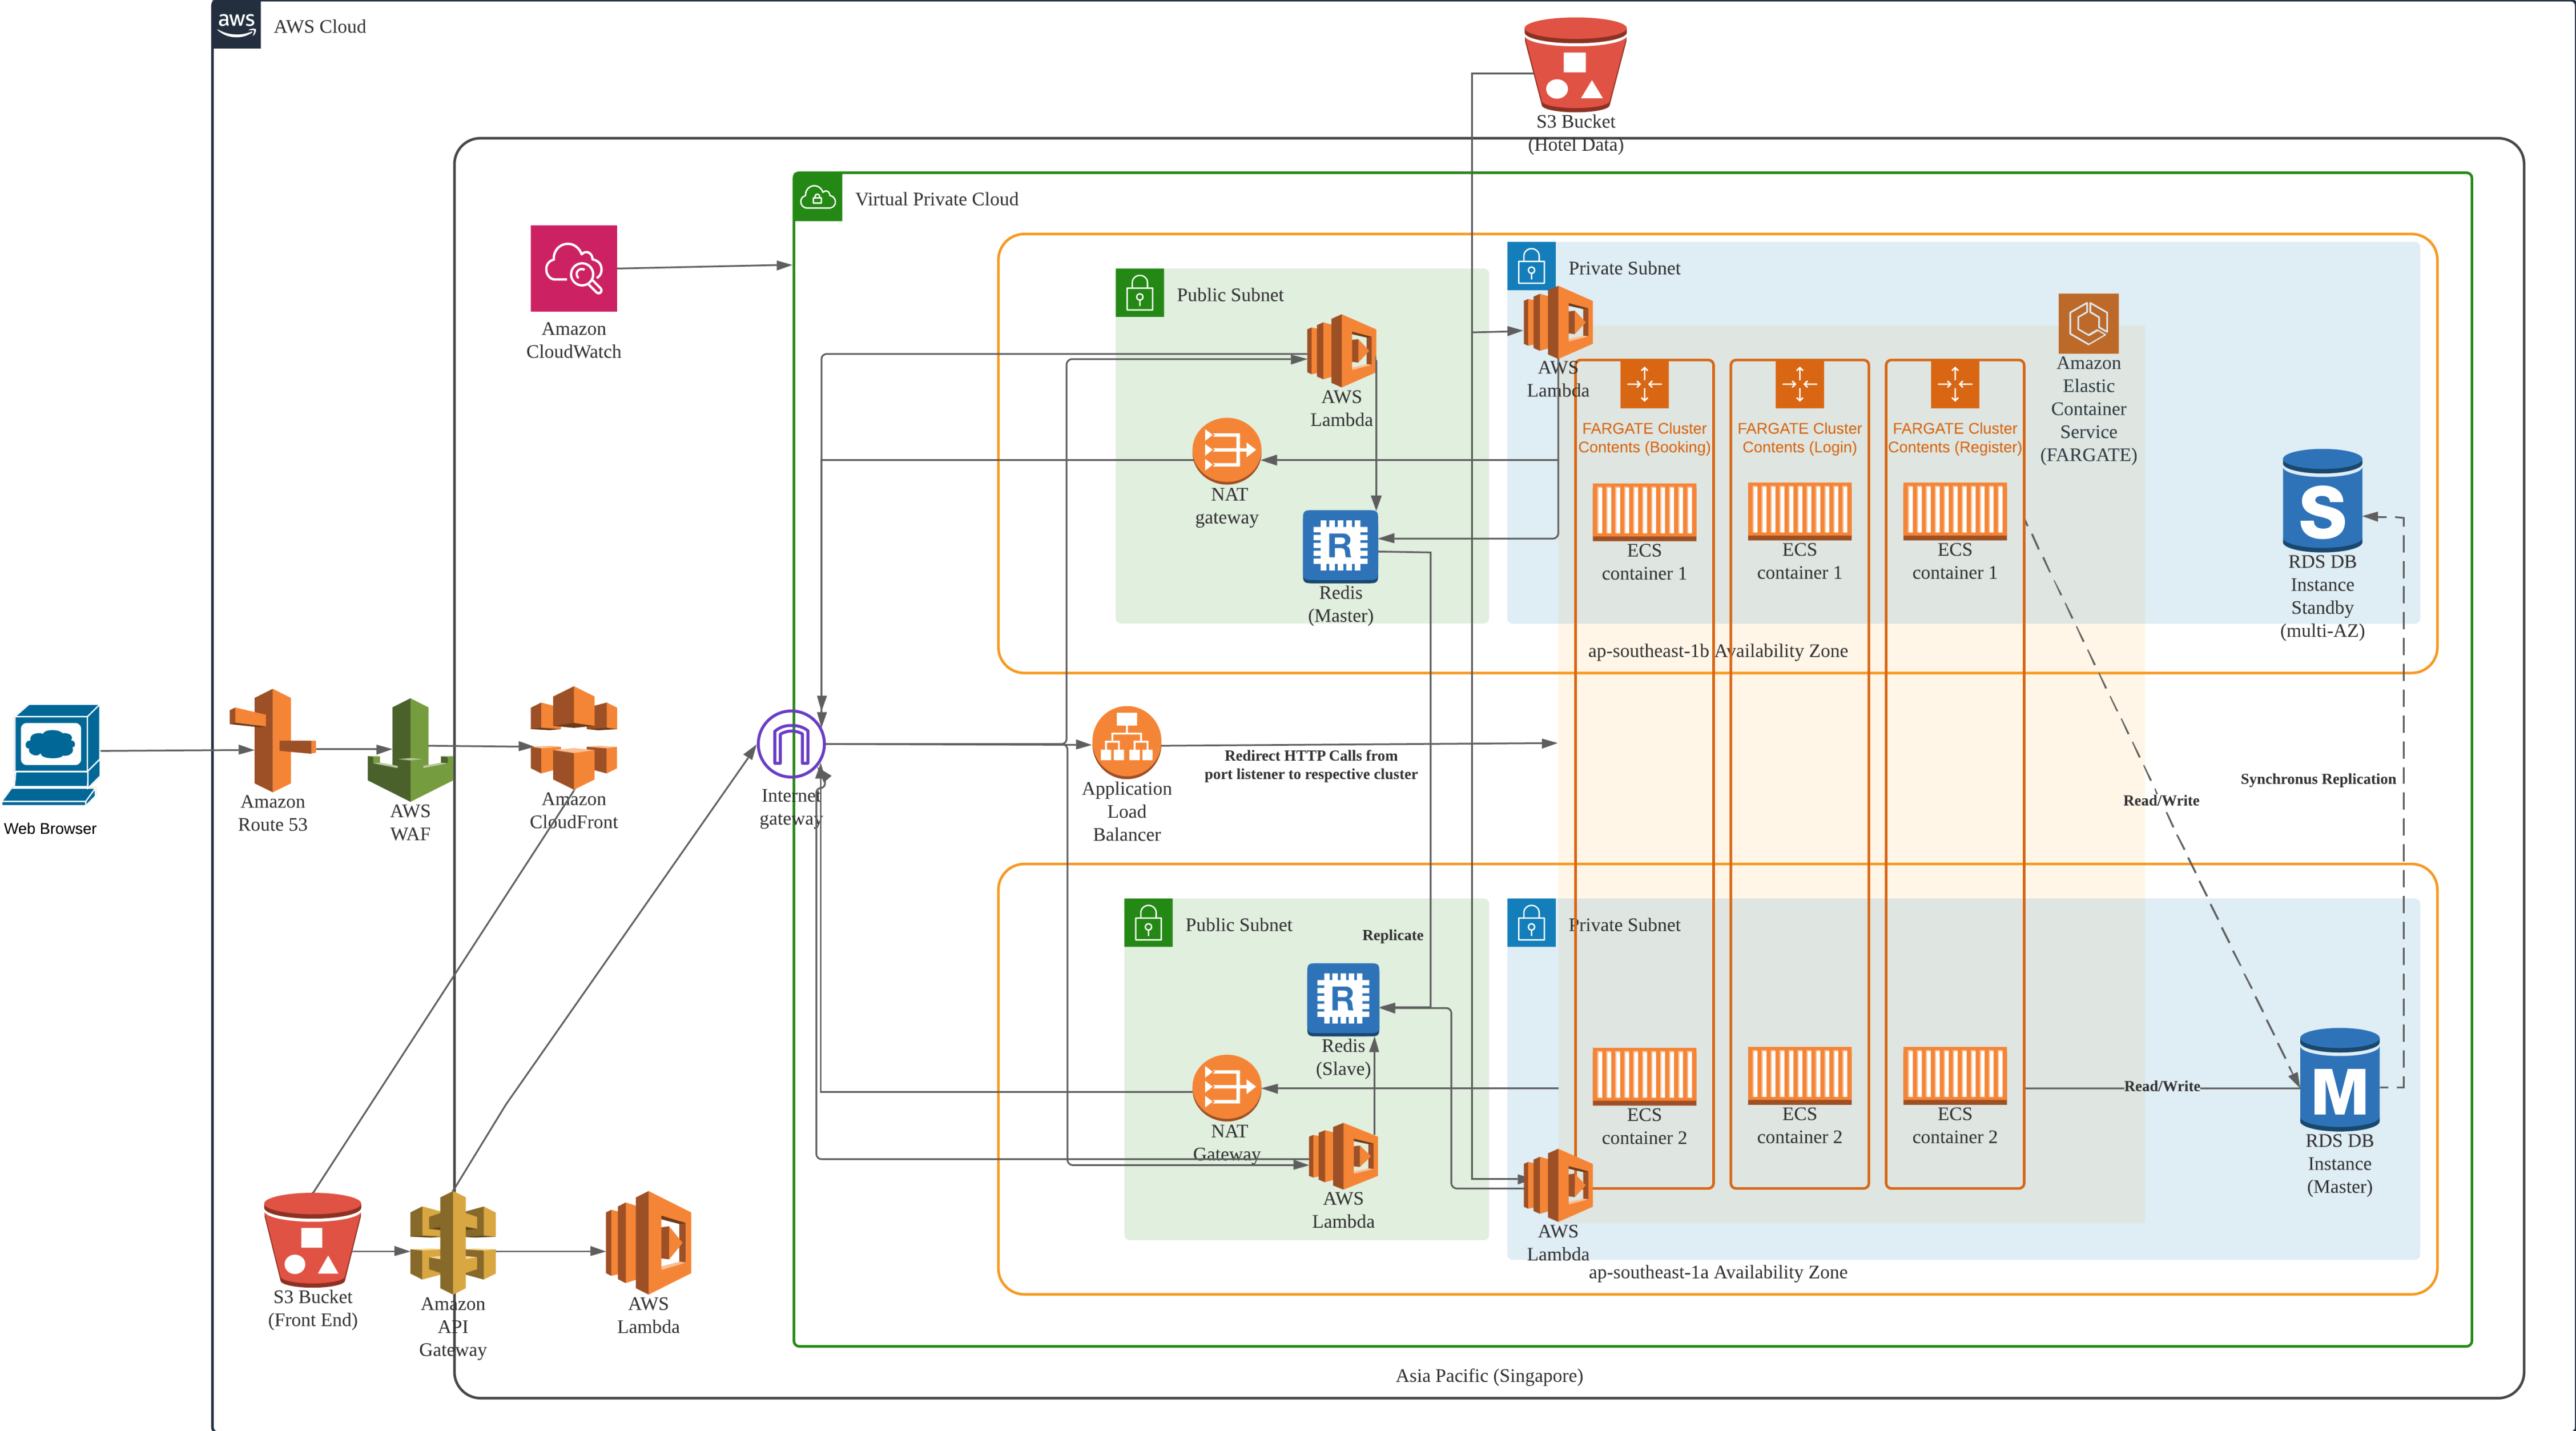 aws
AWS Cloud
S3 Bucket
(Hotel Data)
Virtual Private Cloud
Amazon
CloudWatch
Public Subnet
AWS
Lambda
NAT
gateway
Redis
(Master)
R
Private Subnet
AWS
Lambda
FARGATE Cluster
Contents (Booking)
FARGATE Cluster
Contents (Login)
FARGATE Cluster
Contents (Register)
Amazon
Elastic
Container
Service
(FARGATE)
ECS
container 1
ECS
container 1
ECS
container 1
S
RDS DB
Instance
Standby
(multi-AZ)
ap-southeast-1b Availability Zone
Web Browser
Amazon
Route 53
AWS
WAF
Amazon
CloudFront
Internet
gateway
Application
Load
Balancer
Redirect HTTP Calls from
port listener to respective cluster
Read/Write
Synchronus Replication
Public Subnet
Replicate
R
Redis
(Slave)
NAT
Gateway
AWS
Lambda
Private Subnet
AWS
Lambda
ECS
container 2
ECS
container 2
ECS
container 2
Read/Write
M
RDS DB
Instance
(Master)
ap-southeast-1a Availability Zone
S3 Bucket
(Front End)
Amazon
API
Gateway
AWS
Lambda
Asia Pacific (Singapore)